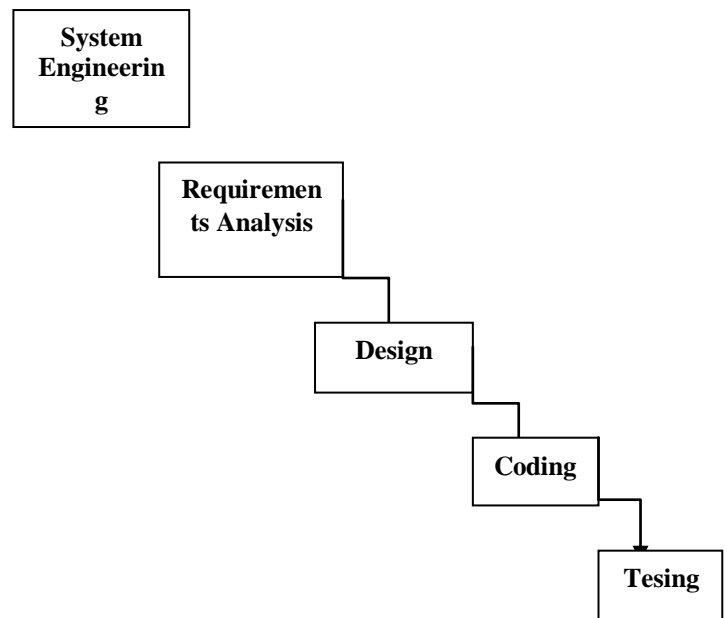 System
Engineerin
g
Requiremen
ts Analysis
Design
Coding
Tesing